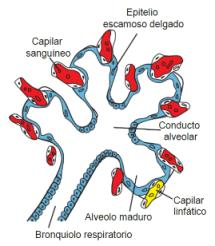 Epitelio
escamoso delgado
Capilar
sanguíneo
Conducto
alveolar
Capilar
linfático
Alveolo maduro
Bronquiolo respiratorio